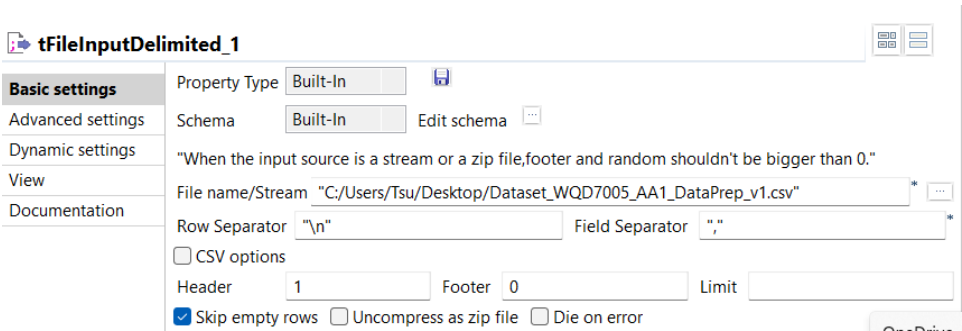 tFileInputDelimited_1
Basic settings
Advanced settings
Dynamic settings
View
Documentation
Property Type Built-In
Schema Built-In Edit schema ...
"When the input source is a stream or a zip file,footer and random shouldn't be bigger than 0."
File name/Stream "C:/Users/Tsu/Desktop/Dataset_WQD7005_AA1_DataPrep_v1.csv" * ...
Row Separator "\n" Field Separator "," *
CSV options
Header 1 Footer 0 Limit
Skip empty rows Uncompress as zip file Die on error